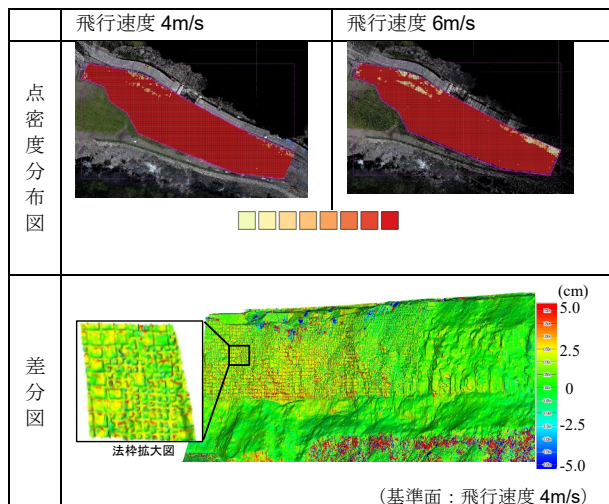 飛行速度 4m/s
飛行速度 6m/s
点密度分布図
差分図
(cm)
5.0
2.5
0
-2.5
-5.0
法枠拡大図
(基準面：飛行速度 4m/s)